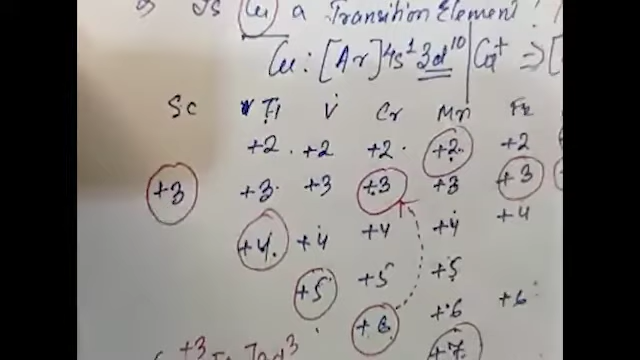 Is Cu a Transition Element?
Cu: [Ar] 4s¹ 3d¹⁰ Cu⁺ ⇒ [
Sc Ti V Cr Mn Fe
+2 +2 +2 +2 +2
+3 +3 +3 +3 +3 +3
+4 +4 +4 +4 +4
+5 +5 +5
+6 +6 +6
+7